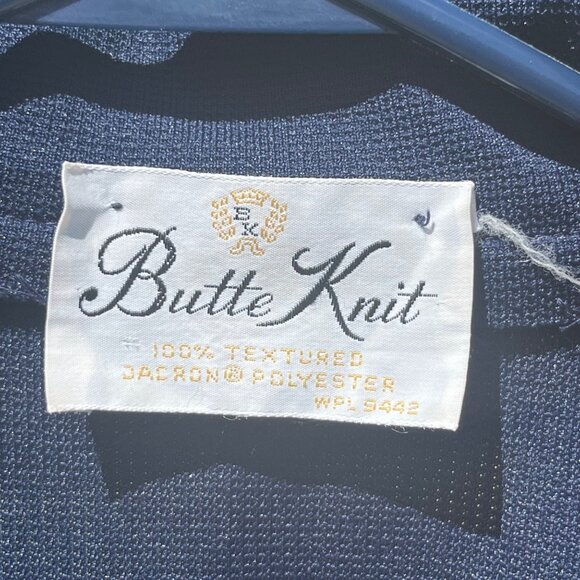 BK
Butte Knit
100% TEXTURED
DACRON® POLYESTER
WPL 9442